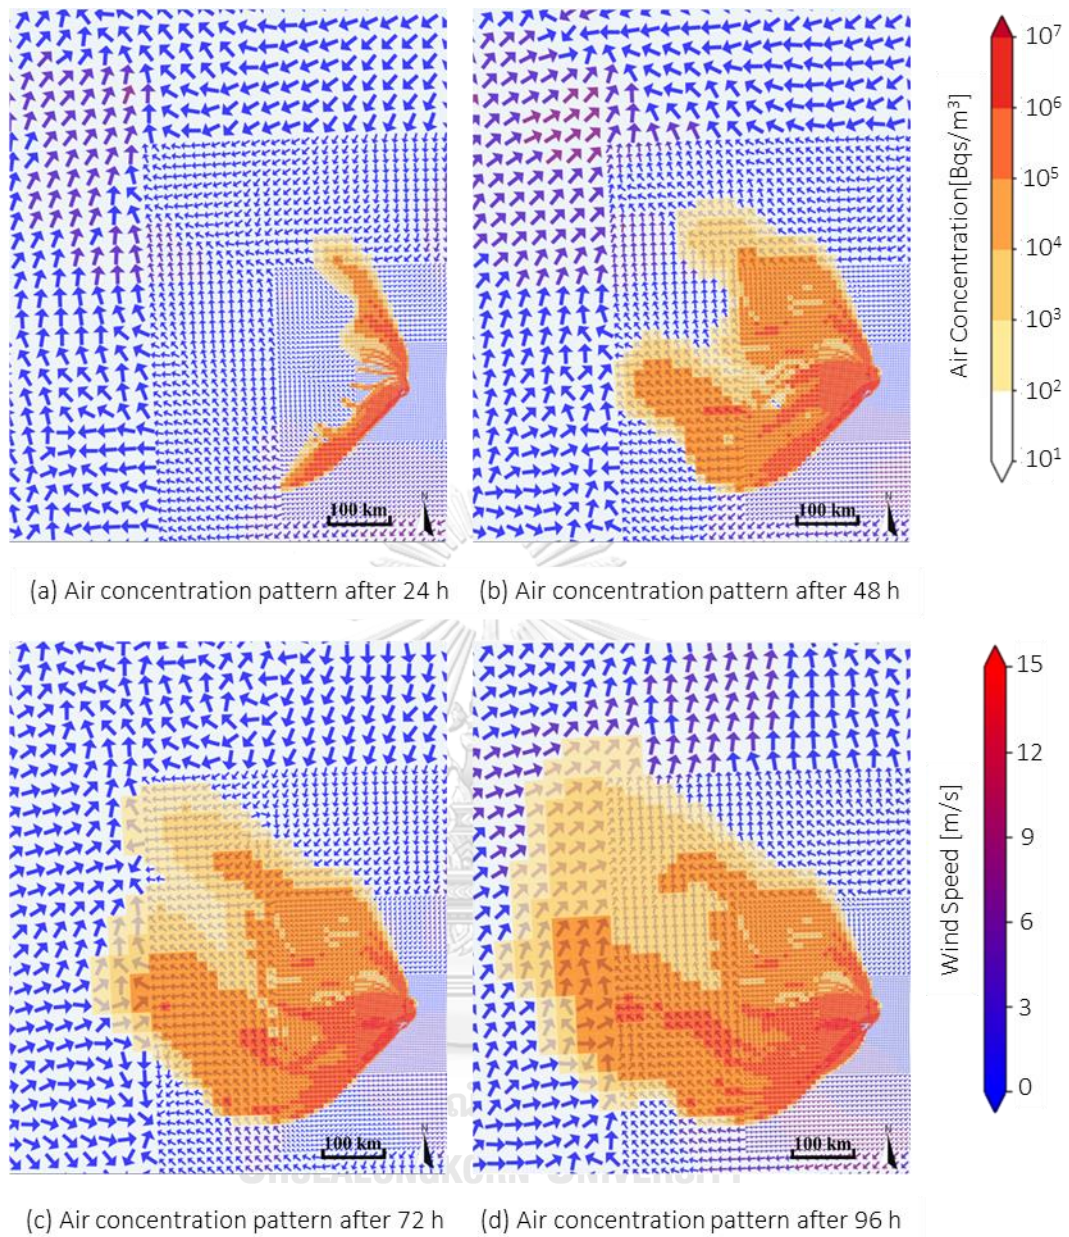 10⁷
10⁶
10⁵
10⁴
10³
10²
10¹
Air Concentration[Bqs/m³]
N
100 km
N
100 km
(a) Air concentration pattern after 24 h
(b) Air concentration pattern after 48 h
15
12
9
6
3
0
Wind Speed [m/s]
N
100 km
N
100 km
CHULALONGKORN UNIVERSITY
(c) Air concentration pattern after 72 h
(d) Air concentration pattern after 96 h